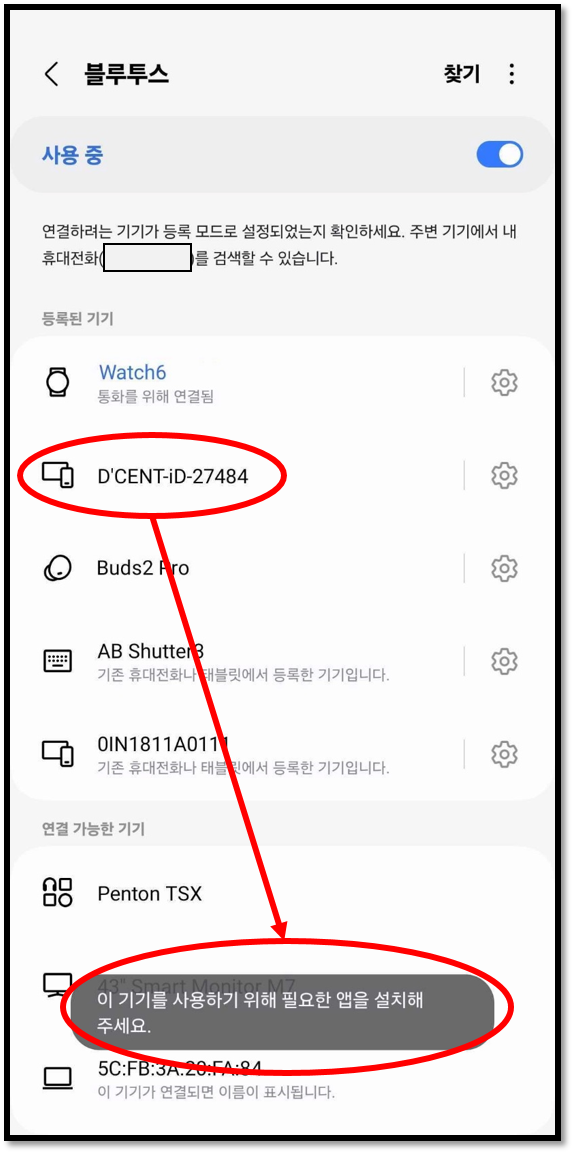 블루투스
찾기
사용 중
연결하려는 기기가 등록 모드로 설정되었는지 확인하세요. 주변 기기에서 내
휴대전화( )를 검색할 수 있습니다.
등록된 기기
Watch6
통화를 위해 연결됨
D'CENT-iD-27484
Buds2 Pro
AB Shutter3
기존 휴대전화나 태블릿에서 등록한 기기입니다.
0IN1811A0111
기존 휴대전화나 태블릿에서 등록한 기기입니다.
연결 가능한 기기
Penton TSX
43" Smart Monitor M7
이 기기를 사용하기 위해 필요한 앱을 설치해
주세요.
5C:FB:3A:20:FA:84
이 기기가 연결되면 이름이 표시됩니다.